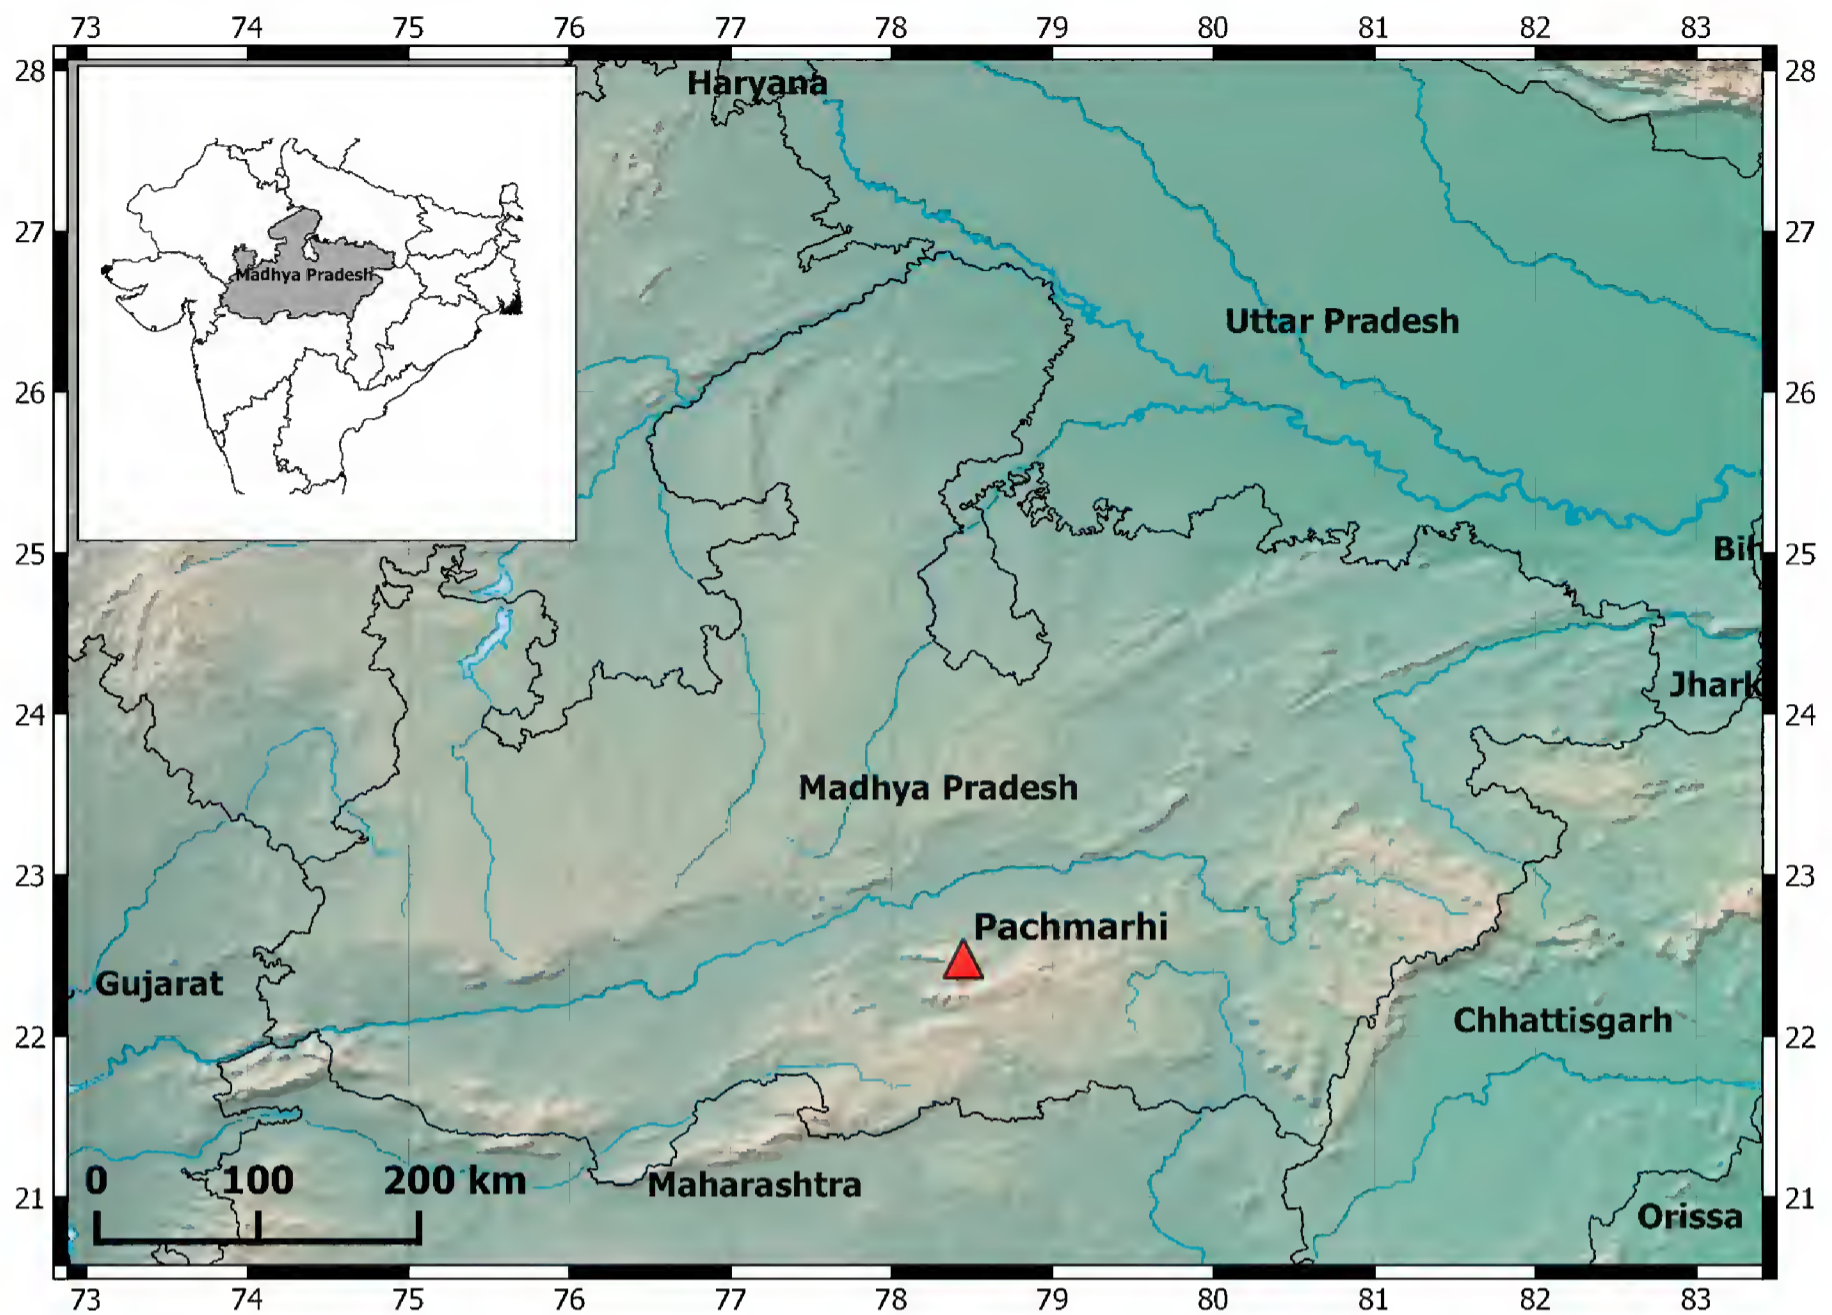 73 74 75 76 77 78 79 80 81 82 83
28 Haryana 28
Madhya Pradesh
27 27
Uttar Pradesh
26 26
25 Bih 25
Jhark
24 24
Madhya Pradesh
23 23
Pachmarhi
Gujarat
Chhattisgarh
22 22
0 100 200 km
Maharashtra
21 21
Orissa
73 74 75 76 77 78 79 80 81 82 83